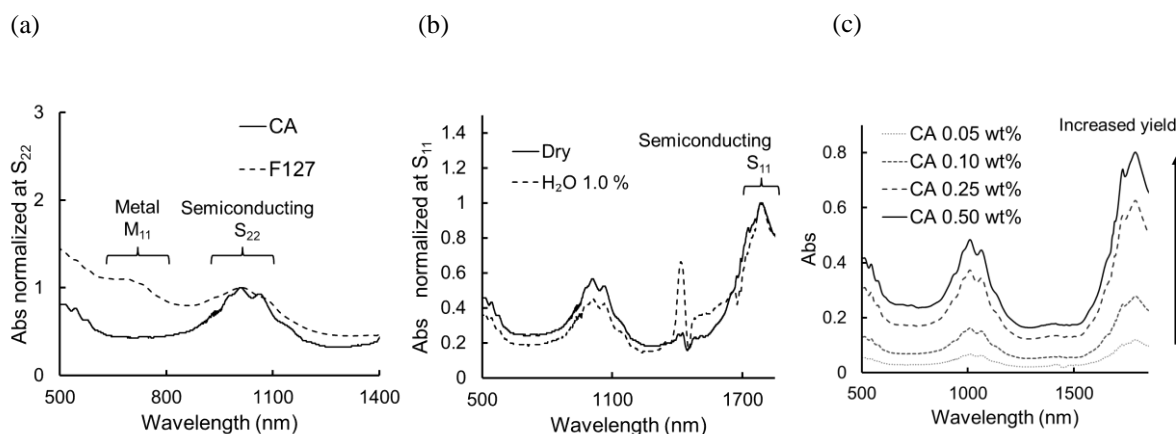 (a)
(b)
(c)
3
2
1
0
Abs normalized at S₂₂
CA
F127
Metal
M₁₁
Semiconducting
S₂₂
500
800
1100
1400
Wavelength (nm)
1.4
1.2
1
0.8
0.6
0.4
0.2
0
Abs normalized at S₁₁
Dry
H₂O 1.0 %
Semiconducting
S₁₁
500
1100
1700
Wavelength (nm)
0.8
0.6
0.4
0.2
0
Abs
CA 0.05 wt%
CA 0.10 wt%
CA 0.25 wt%
CA 0.50 wt%
Increased yield
500
1000
1500
Wavelength (nm)